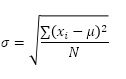 σ = √(∑(xᵢ − μ)² / N)